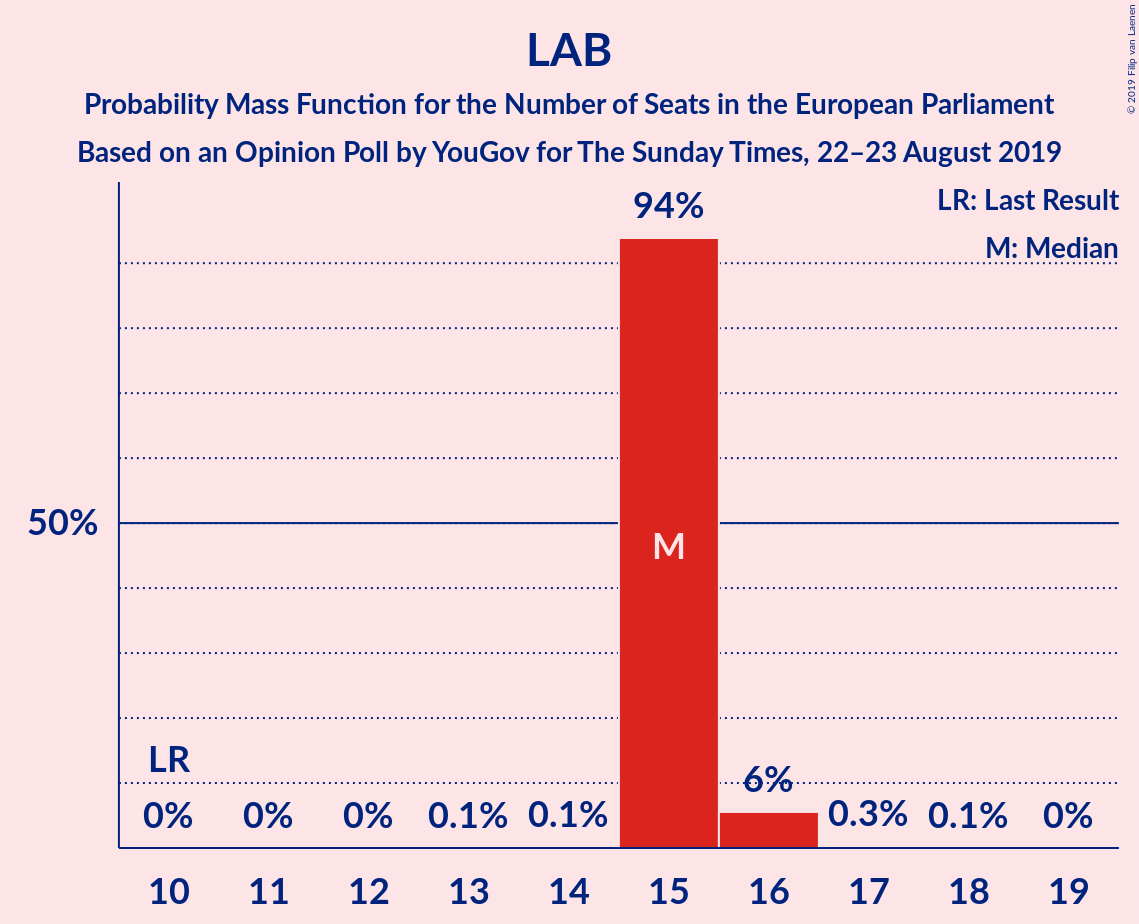 LAB
Probability Mass Function for the Number of Seats in the European Parliament
Based on an Opinion Poll by YouGov for The Sunday Times, 22–23 August 2019
© 2019 Filip van Laenen
LR: Last Result
M: Median
94%
50%
M
LR
6%
0% 0% 0% 0.1% 0.1% 0.3% 0.1% 0%
10 11 12 13 14 15 16 17 18 19